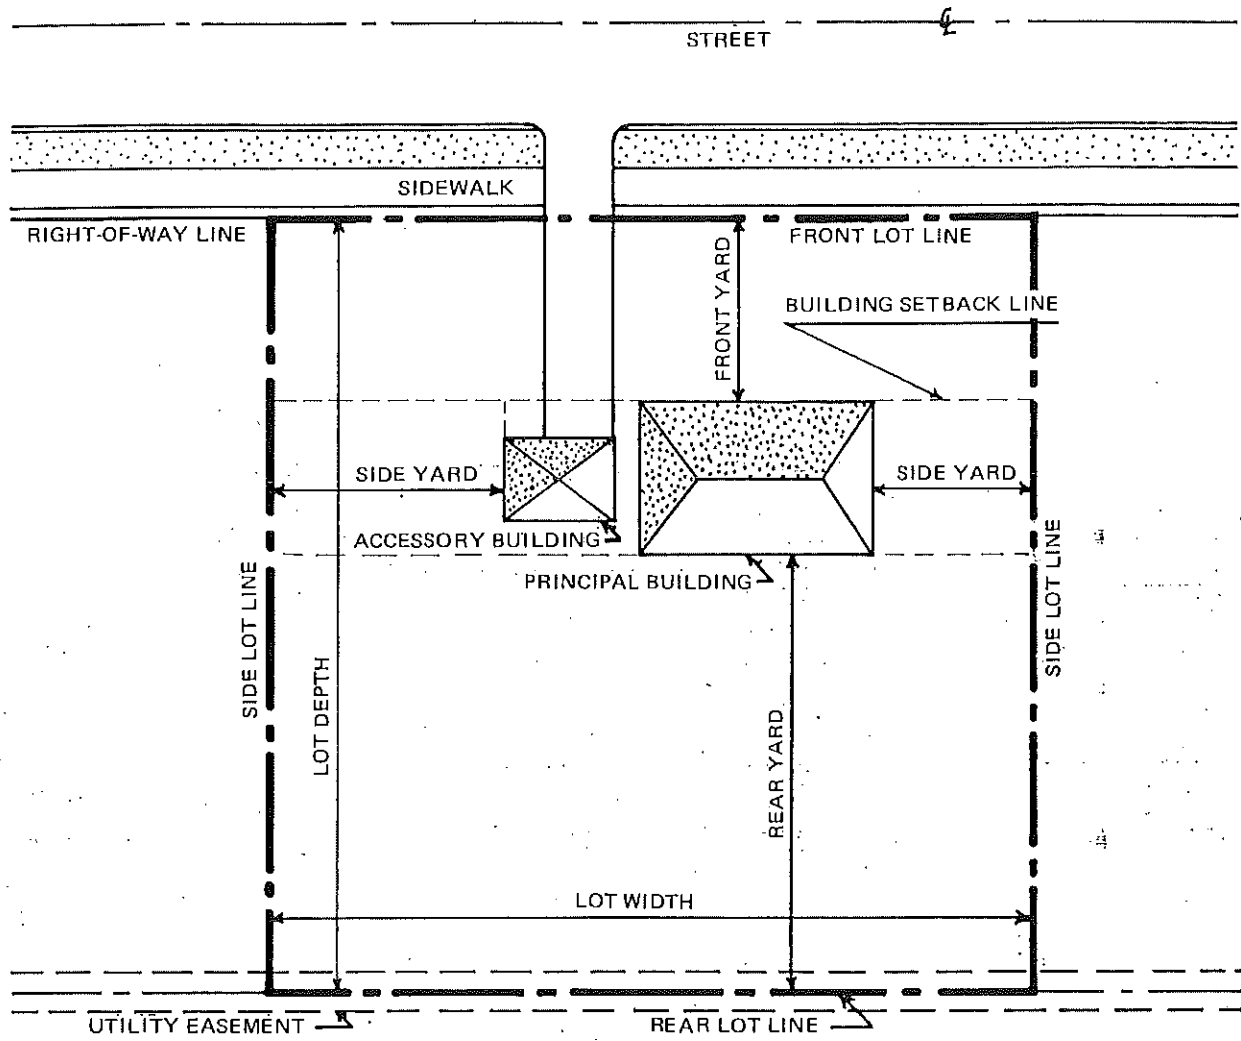 ℄
STREET
SIDEWALK
RIGHT-OF-WAY LINE
FRONT LOT LINE
FRONT YARD
BUILDING SETBACK LINE
SIDE YARD
SIDE YARD
ACCESSORY BUILDING
PRINCIPAL BUILDING
SIDE LOT LINE
SIDE LOT LINE
LOT DEPTH
REAR YARD
LOT WIDTH
UTILITY EASEMENT
REAR LOT LINE